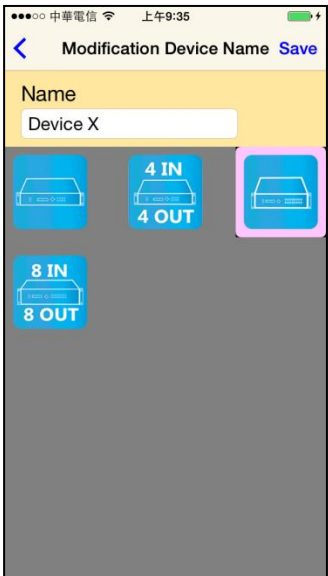 中華電信 上午9:35
Modification Device Name Save
Name
Device X
4 IN
4 OUT
8 IN
8 OUT